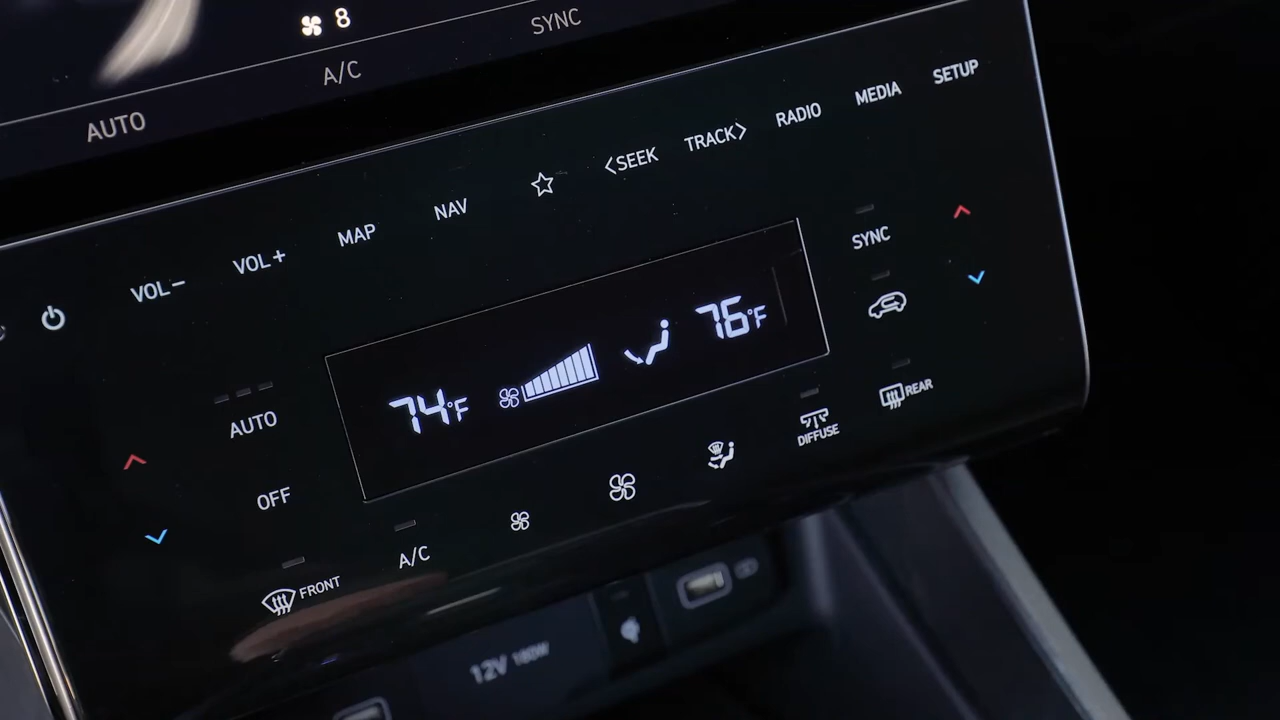 8
SYNC
A/C
AUTO
VOL−
VOL+
MAP
NAV
<SEEK
TRACK>
RADIO
MEDIA
SETUP
SYNC
74°F
76°F
AUTO
OFF
FRONT
A/C
DIFFUSE
REAR
12V 180W